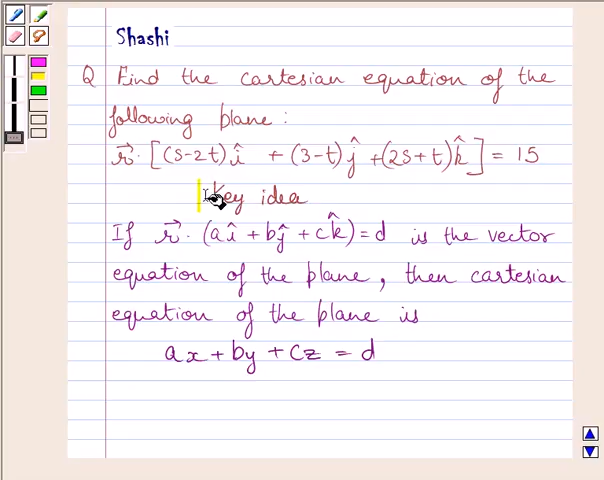 Shashi
Q Find the cartesian equation of the
following plane:
r⃗·[(s-2t)î + (3-t)ĵ + (2s+t)k̂] = 15
Key idea
If r⃗·(aî + bĵ + ck̂) = d is the vector
equation of the plane, then cartesian
equation of the plane is
ax + by + cz = d